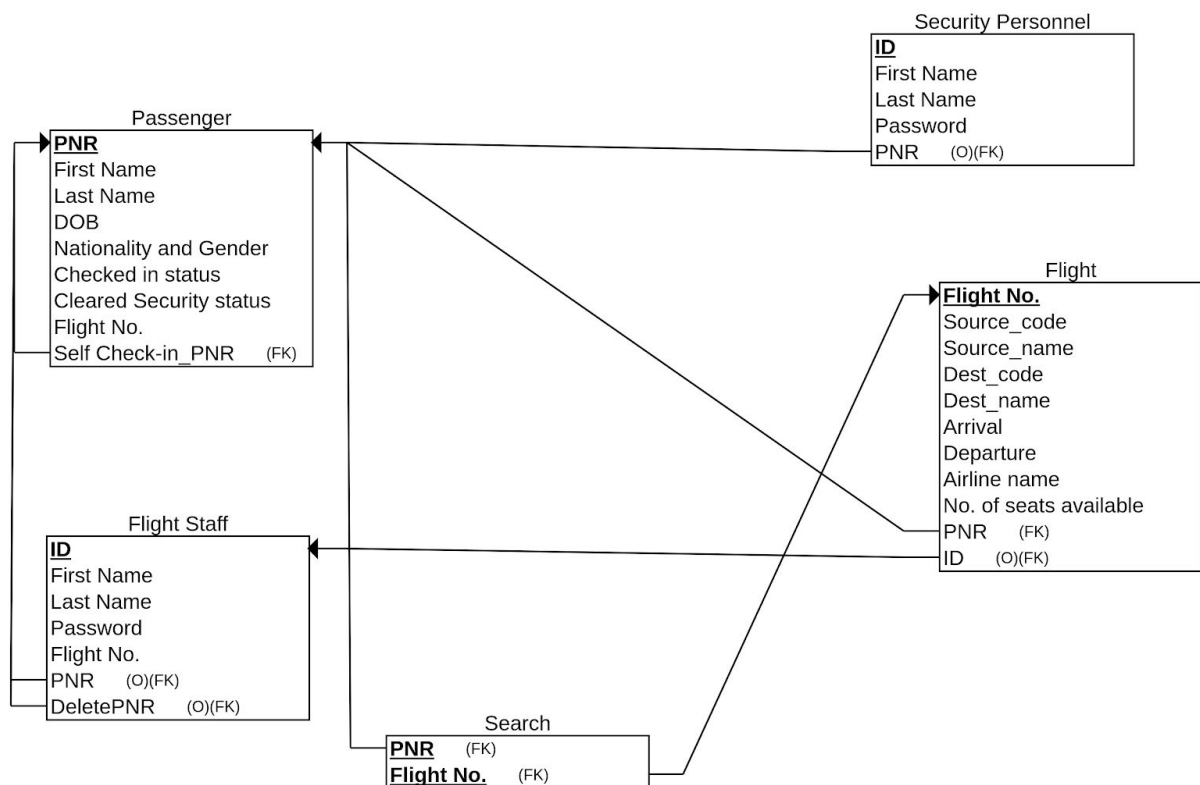 Security Personnel
ID
First Name
Last Name
Password
PNR (O)(FK)
Passenger
PNR
First Name
Last Name
DOB
Nationality and Gender
Checked in status
Cleared Security status
Flight No.
Self Check-in_PNR (FK)
Flight
Flight No.
Source_code
Source_name
Dest_code
Dest_name
Arrival
Departure
Airline name
No. of seats available
PNR (FK)
ID (O)(FK)
Flight Staff
ID
First Name
Last Name
Password
Flight No.
PNR (O)(FK)
DeletePNR (O)(FK)
Search
PNR (FK)
Flight No. (FK)